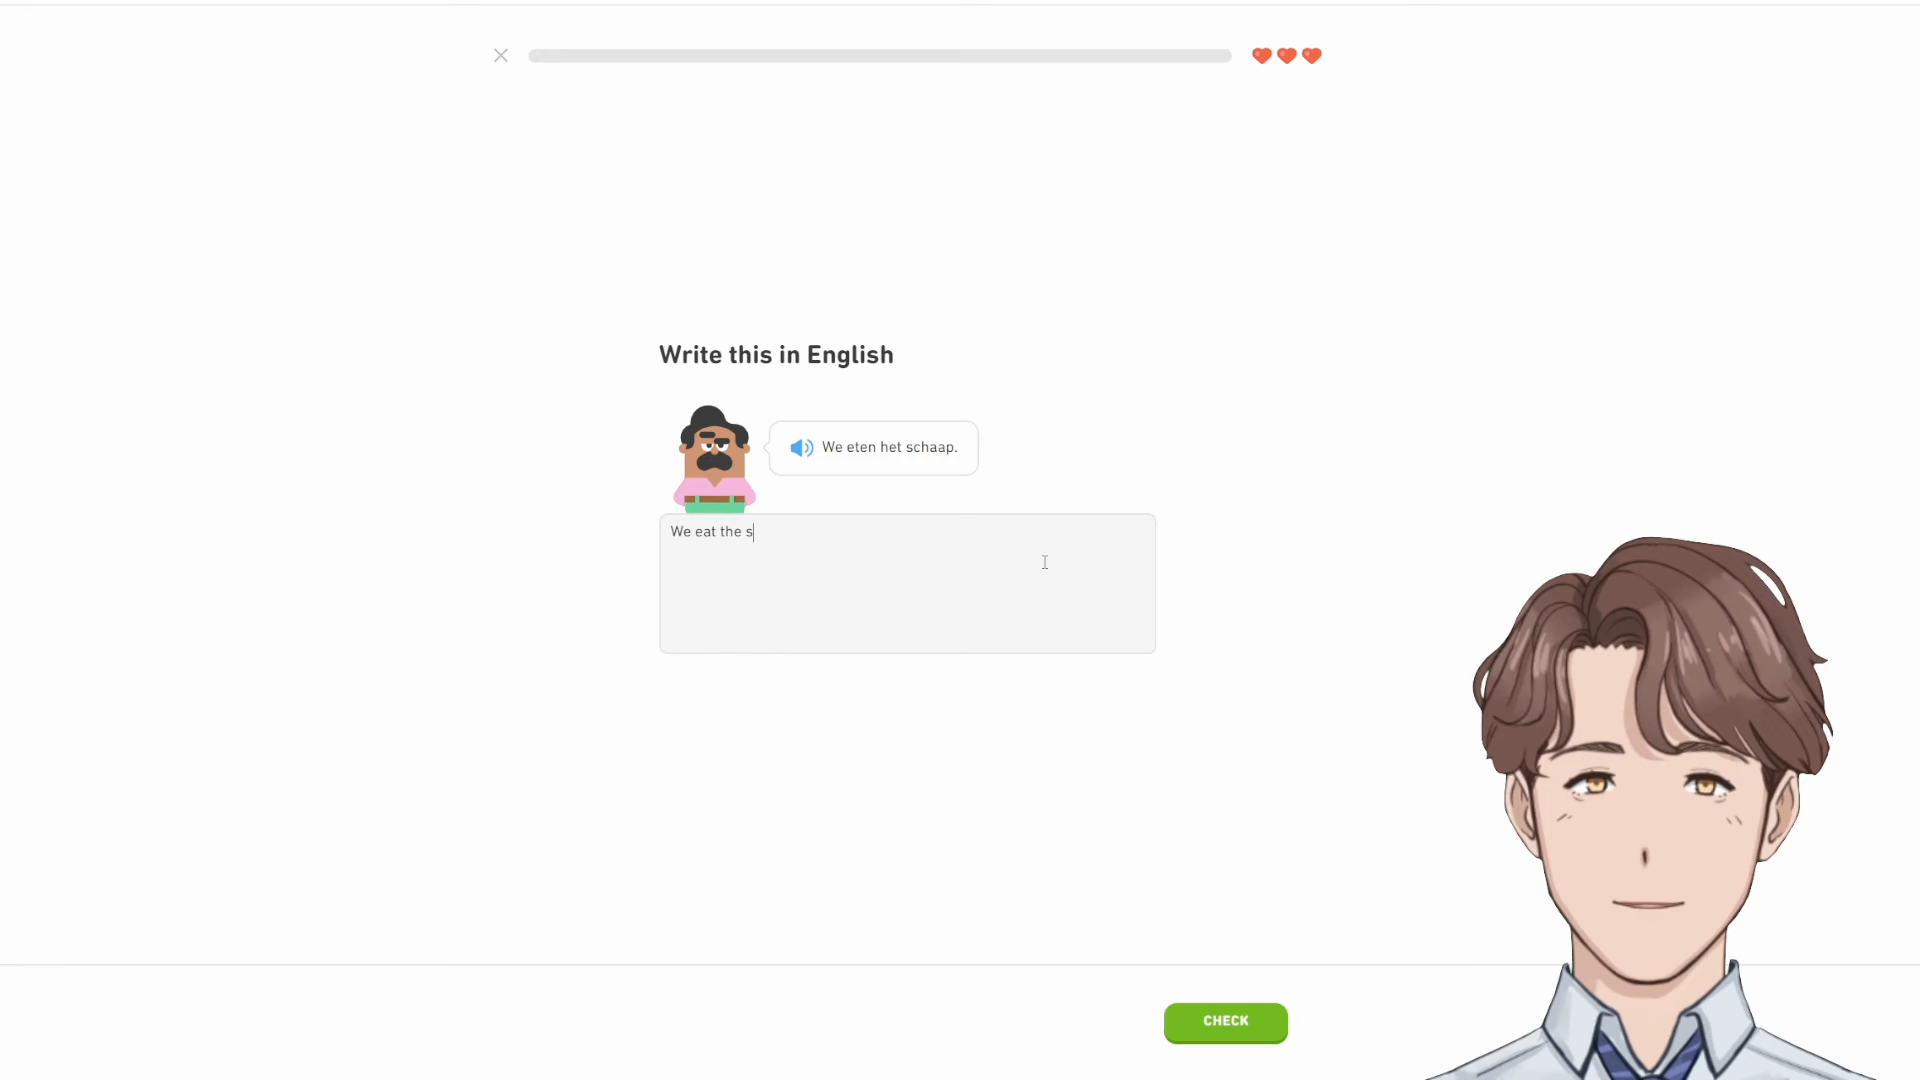 Write this in English
We eten het schaap.
We eat the s
CHECK